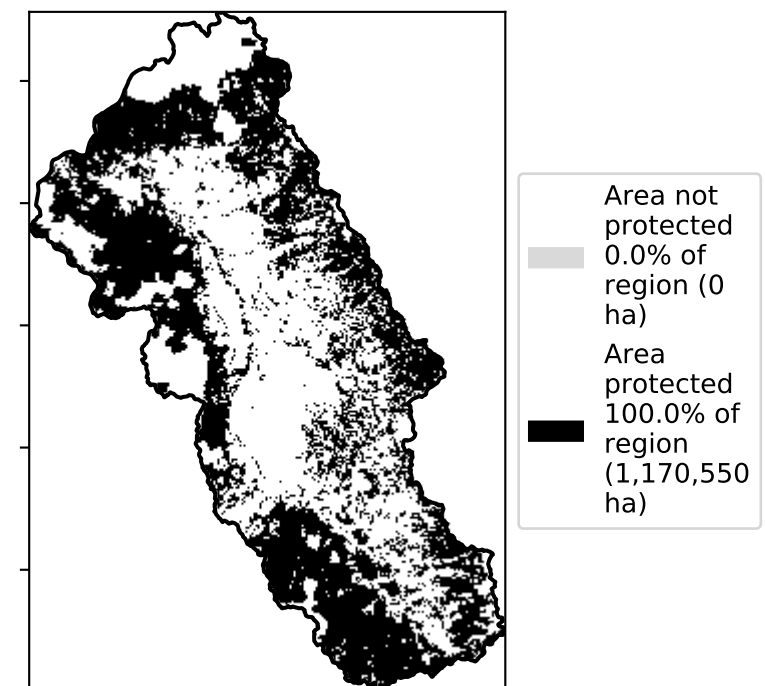 Area not
protected
0.0% of
region (0
ha)
Area
protected
100.0% of
region
(1,170,550
ha)